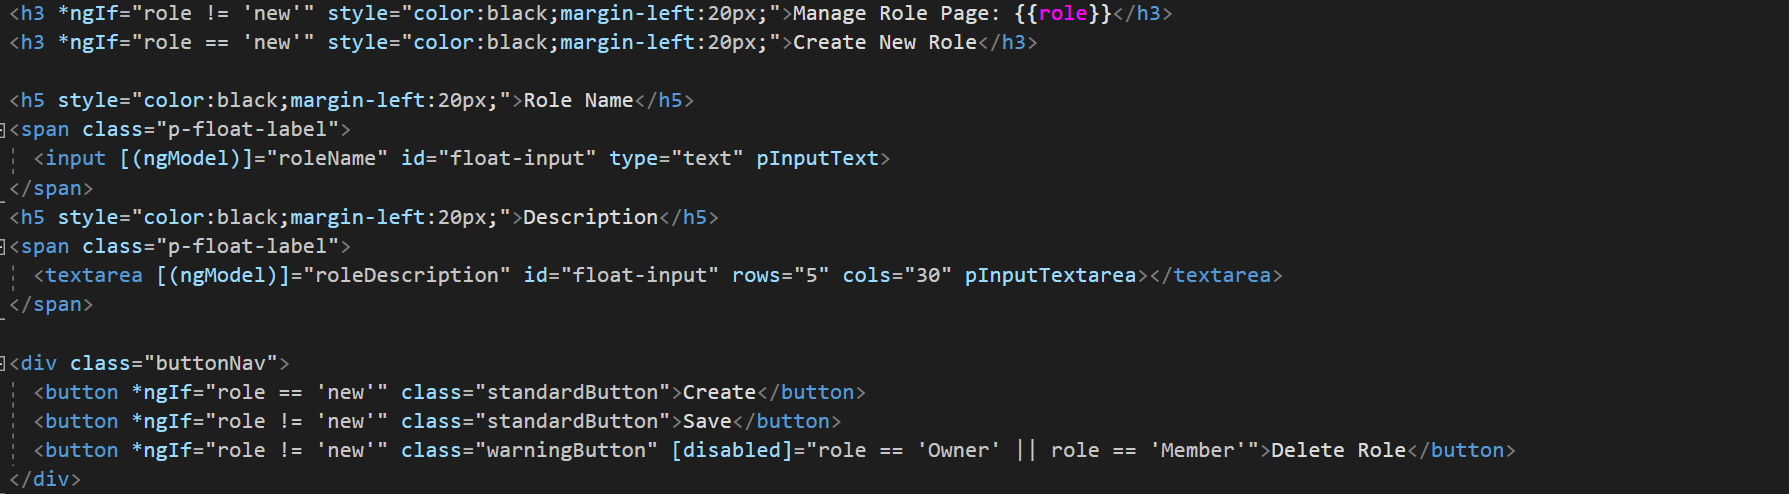 <h3 *ngIf="role != 'new'" style="color:black;margin-left:20px;">Manage Role Page: {{role}}</h3>
<h3 *ngIf="role == 'new'" style="color:black;margin-left:20px;">Create New Role</h3>
<h5 style="color:black;margin-left:20px;">Role Name</h5>
<span class="p-float-label">
<input [(ngModel)]="roleName" id="float-input" type="text" pInputText>
</span>
<h5 style="color:black;margin-left:20px;">Description</h5>
<span class="p-float-label">
<textarea [(ngModel)]="roleDescription" id="float-input" rows="5" cols="30" pInputTextarea></textarea>
</span>
<div class="buttonNav">
<button *ngIf="role == 'new'" class="standardButton">Create</button>
<button *ngIf="role != 'new'" class="standardButton">Save</button>
<button *ngIf="role != 'new'" class="warningButton" [disabled]="role == 'Owner' || role == 'Member'">Delete Role</button>
</div>